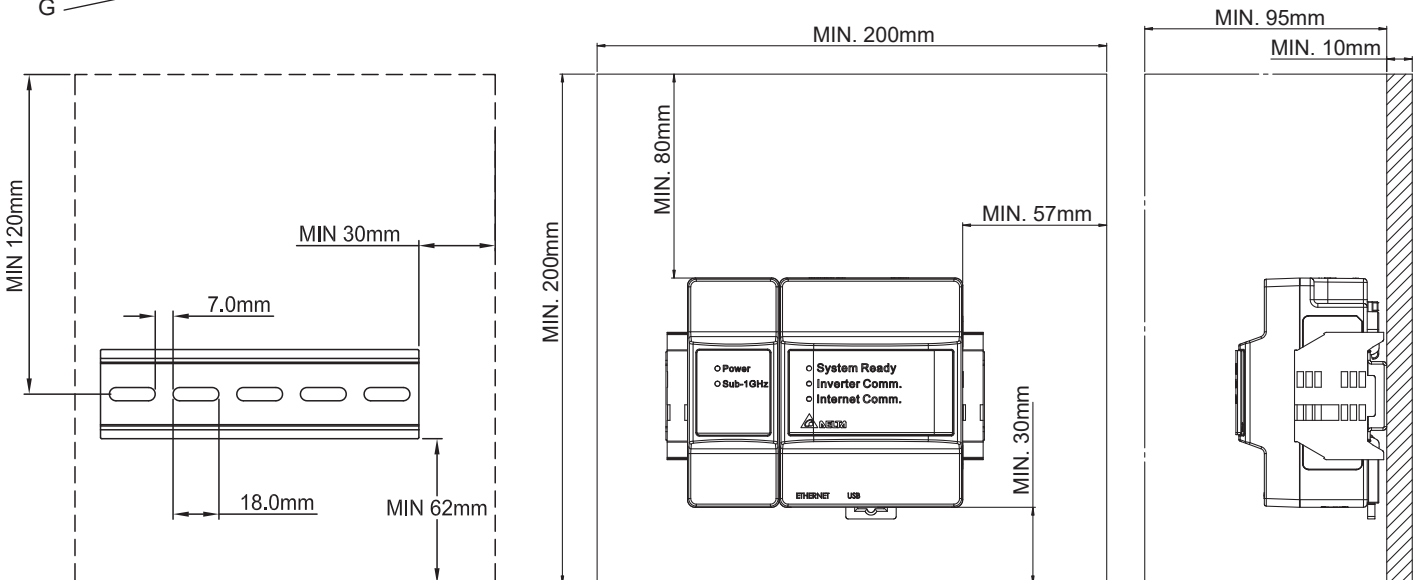 G
MIN 120mm
MIN 30mm
7.0mm
18.0mm
MIN 62mm
MIN. 200mm
MIN. 200mm
MIN. 80mm
MIN. 57mm
MIN. 30mm
Power
Sub-1GHz
System Ready
Inverter Comm.
Internet Comm.
DELTA
ETHERNET USB
MIN. 95mm
MIN. 10mm